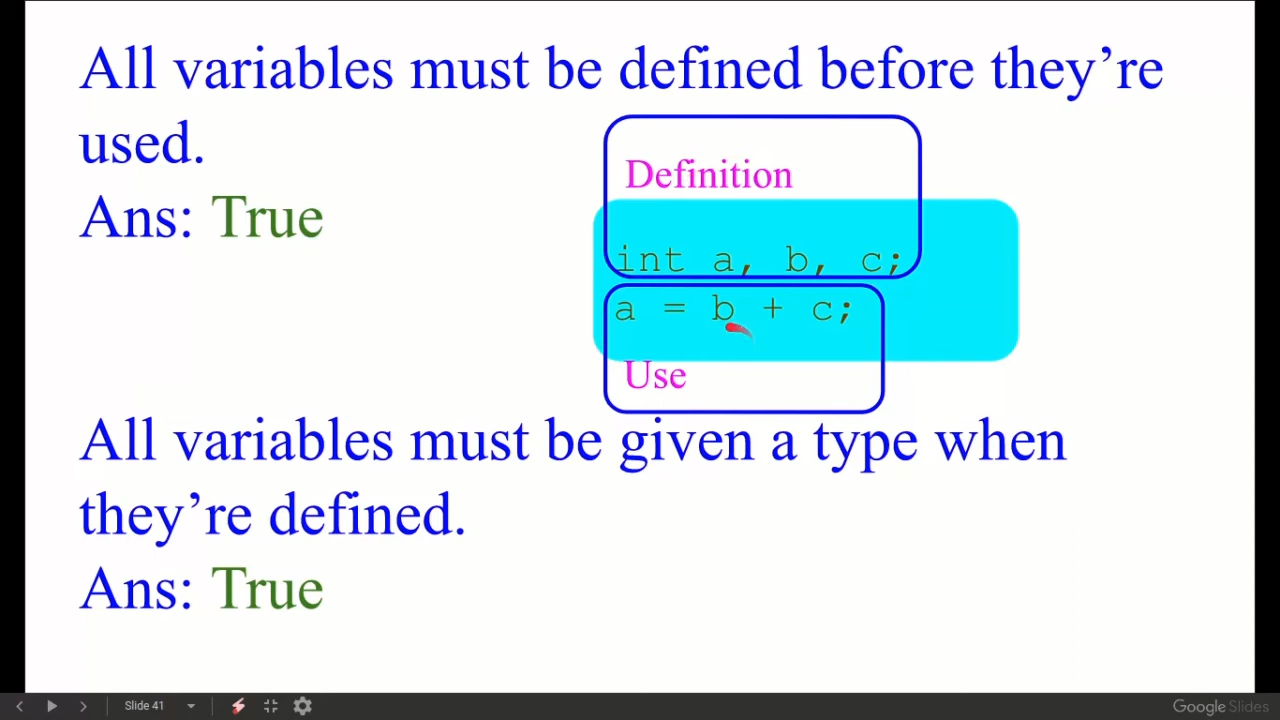 All variables must be defined before they’re
used.
Ans: True
Definition
int a, b, c;
a = b + c;
Use
All variables must be given a type when
they’re defined.
Ans: True
Slide 41
Google Slides